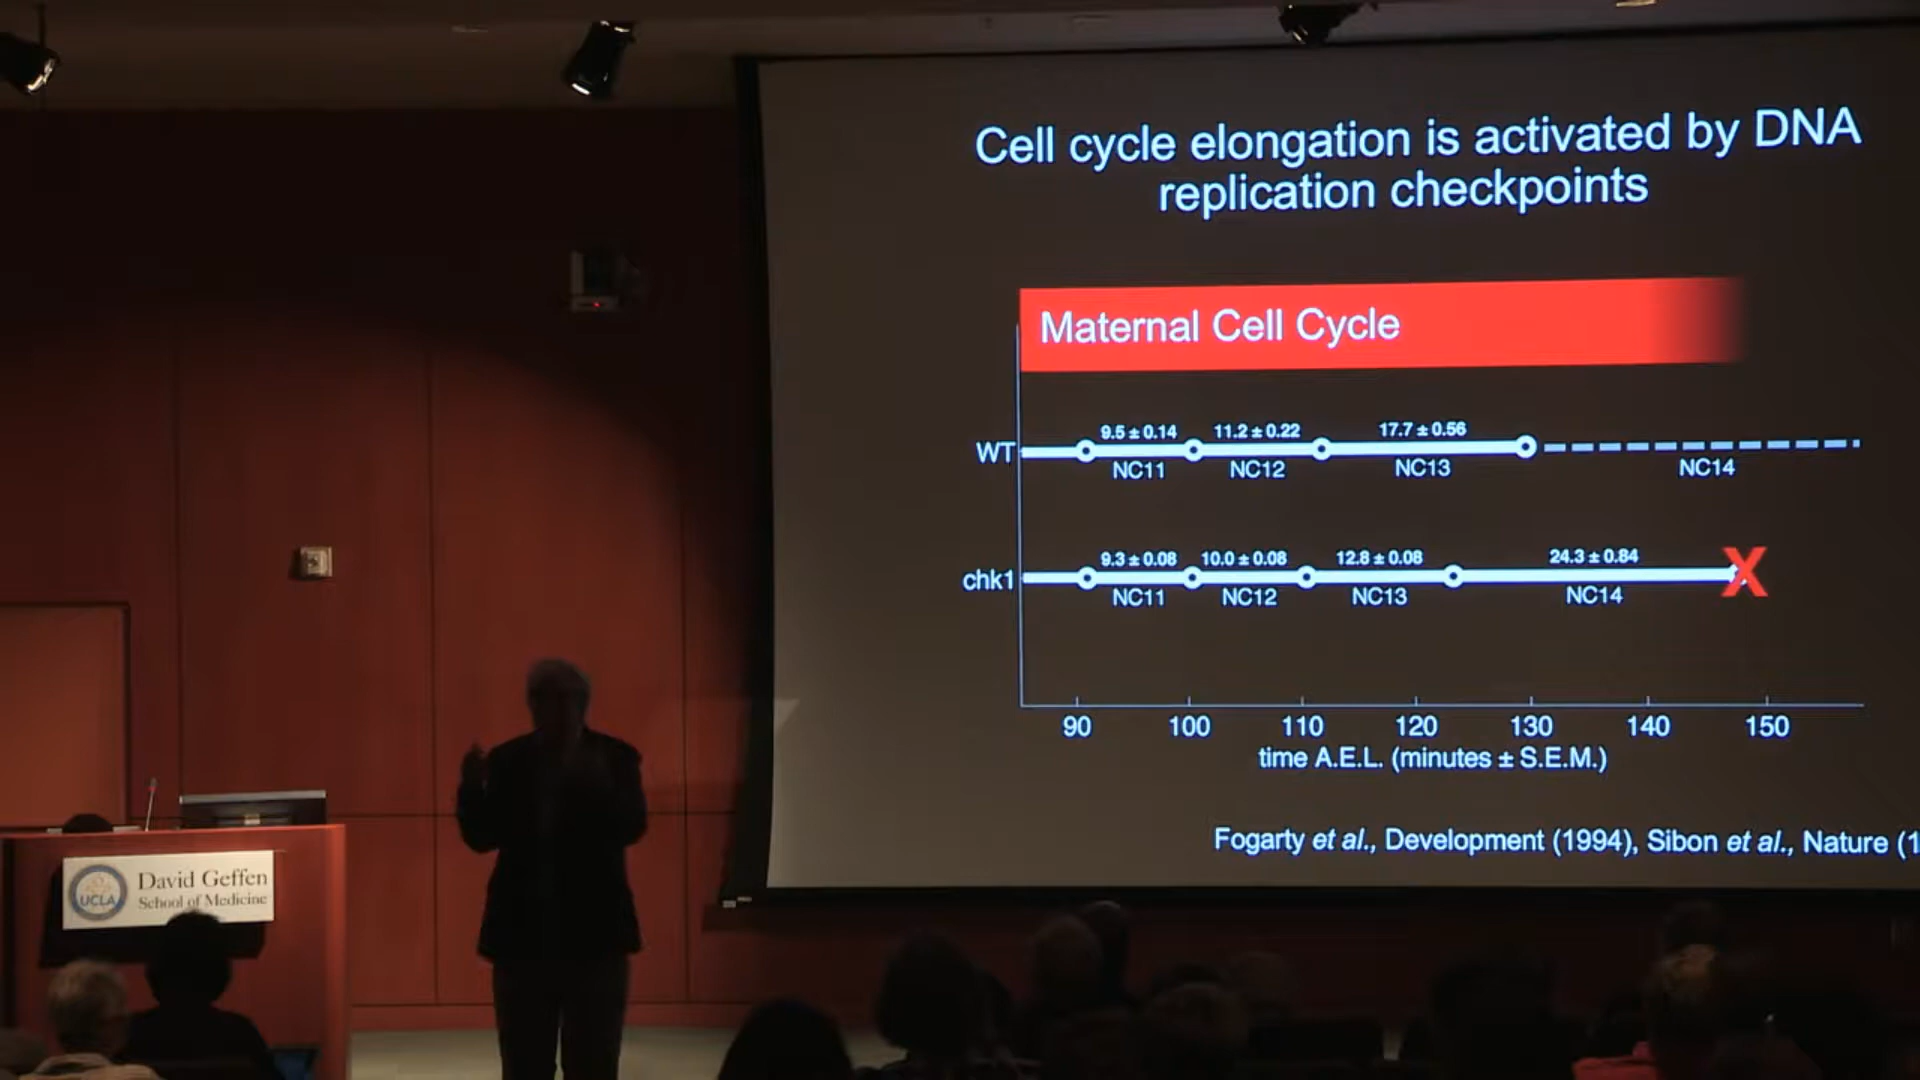 Cell cycle elongation is activated by DNA
replication checkpoints
Maternal Cell Cycle
WT
9.5 ± 0.14 11.2 ± 0.22 17.7 ± 0.56
NC11 NC12 NC13 NC14
chk1
9.3 ± 0.08 10.0 ± 0.08 12.8 ± 0.08 24.3 ± 0.84 X
NC11 NC12 NC13 NC14
90 100 110 120 130 140 150
time A.E.L. (minutes ± S.E.M.)
Fogarty et al., Development (1994), Sibon et al., Nature (1
UCLA
David Geffen
School of Medicine